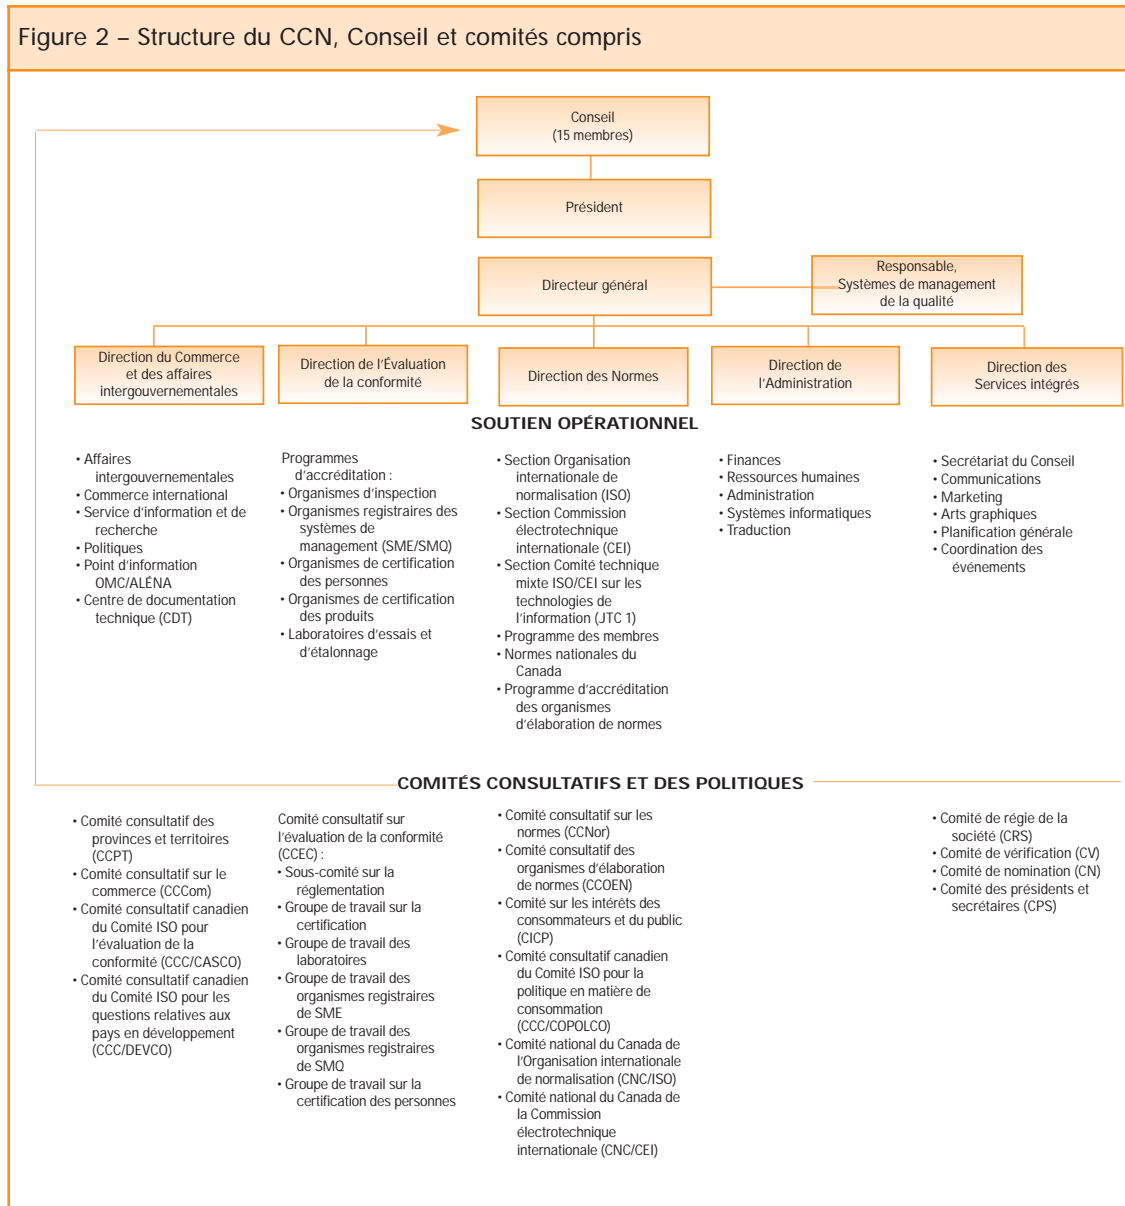 Figure 2 – Structure du CCN, Conseil et comités compris
Conseil
(15 membres)
Président
Directeur général
Responsable,
Systèmes de management
de la qualité
Direction du Commerce
et des affaires
intergouvernementales
Direction de l'Évaluation
de la conformité
Direction des Normes
Direction de
l'Administration
Direction des
Services intégrés
SOUTIEN OPÉRATIONNEL
• Affaires
intergouvernementales
• Commerce international
• Service d'information et de
recherche
• Politiques
• Point d'information
OMC/ALÉNA
• Centre de documentation
technique (CDT)
Programmes
d'accréditation :
• Organismes d'inspection
• Organismes registraires des
systèmes de
management (SME/SMQ)
• Organismes de certification
des personnes
• Organismes de certification
des produits
• Laboratoires d'essais et
d'étalonnage
• Section Organisation
internationale de
normalisation (ISO)
• Section Commission
électrotechnique
internationale (CEI)
• Section Comité technique
mixte ISO/CEI sur les
technologies de
l'information (JTC 1)
• Programme des membres
• Normes nationales du
Canada
• Programme d'accréditation
des organismes
d'élaboration de normes
• Finances
• Ressources humaines
• Administration
• Systèmes informatiques
• Traduction
• Secrétariat du Conseil
• Communications
• Marketing
• Arts graphiques
• Planification générale
• Coordination des
événements
COMITÉS CONSULTATIFS ET DES POLITIQUES
• Comité consultatif des
provinces et territoires
(CCPT)
• Comité consultatif sur le
commerce (CCCom)
• Comité consultatif canadien
du Comité ISO pour
l'évaluation de la
conformité (CCC/CASCO)
• Comité consultatif canadien
du Comité ISO pour les
questions relatives aux
pays en développement
(CCC/DEVCO)
Comité consultatif sur
l'évaluation de la conformité
(CCEC) :
• Sous-comité sur la
réglementation
• Groupe de travail sur la
certification
• Groupe de travail des
laboratoires
• Groupe de travail des
organismes registraires
de SME
• Groupe de travail des
organismes registraires
de SMQ
• Groupe de travail sur la
certification des personnes
• Comité consultatif sur les
normes (CCNor)
• Comité consultatif des
organismes d'élaboration
de normes (CCOEN)
• Comité sur les intérêts des
consommateurs et du public
(CICP)
• Comité consultatif canadien
du Comité ISO pour la
politique en matière de
consommation
(CCC/COPOLCO)
• Comité national du Canada de
l'Organisation internationale
de normalisation (CNC/ISO)
• Comité national du Canada de
la Commission
électrotechnique
internationale (CNC/CEI)
• Comité de régie de la
société (CRS)
• Comité de vérification (CV)
• Comité de nomination (CN)
• Comité des présidents et
secrétaires (CPS)